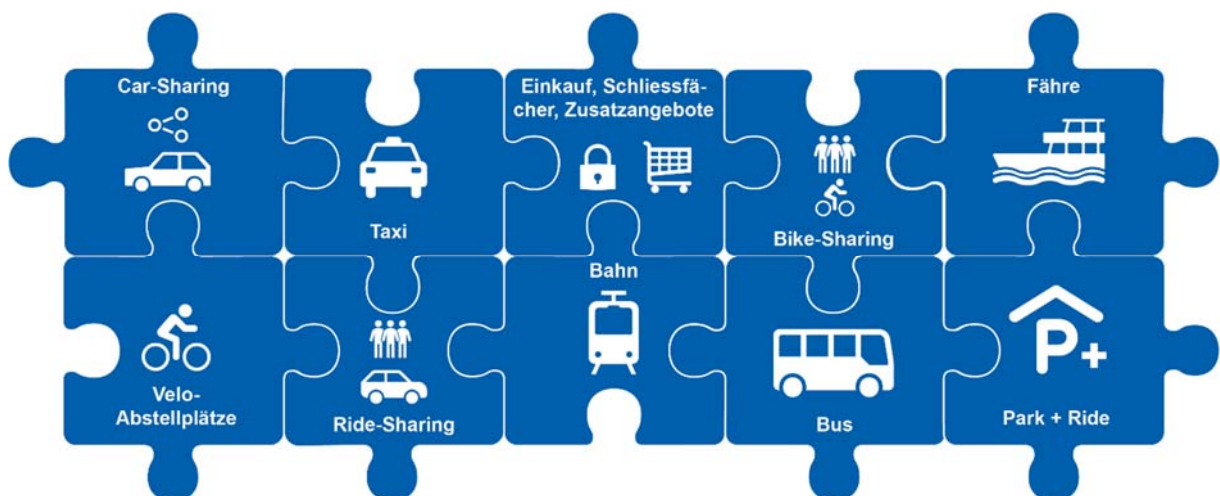 Car-Sharing
Taxi
Einkauf, Schliessfä-
cher, Zusatzangebote
Bike-Sharing
Fähre
Velo-
Abstellplätze
Ride-Sharing
Bahn
Bus
P+
Park + Ride